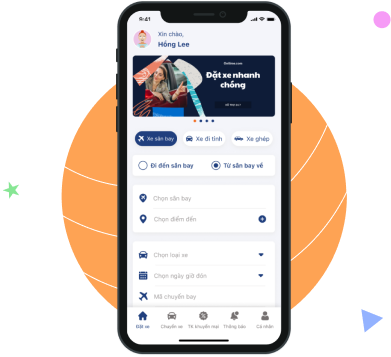 9:41
Xin chào,
Hồng Lee
Đặt xe nhanh
chóng
Xe sân bay
Xe đi tỉnh
Xe ghép
Đi đến sân bay
Từ sân bay về
Chọn sân bay
Chọn điểm đến
Chọn loại xe
Chọn ngày giờ đón
Mã chuyến bay
Đặt xe
Chuyến xe
TK khuyến mại
Thông báo
Cá nhân